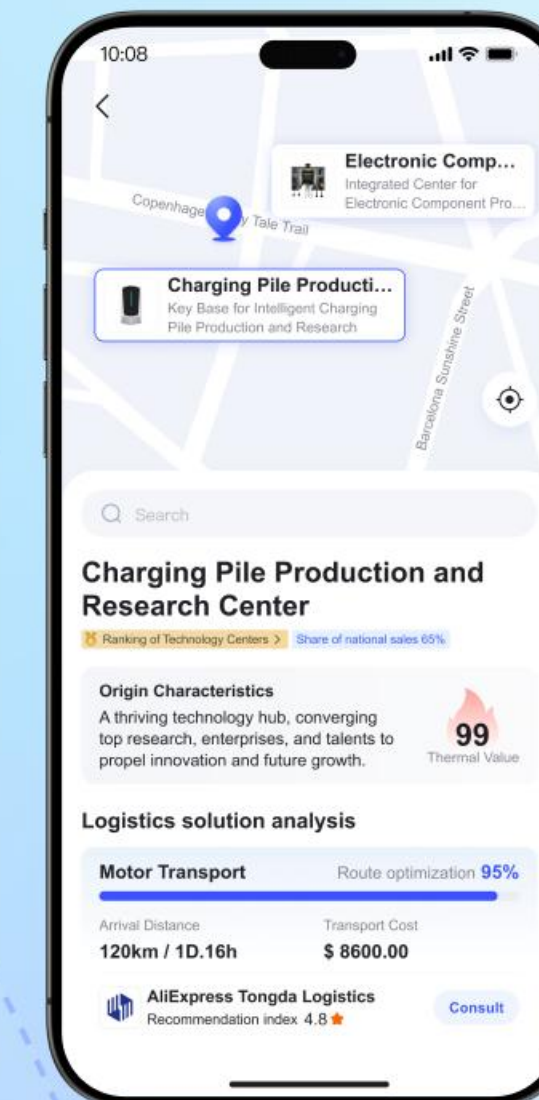 10:08
Electronic Comp...
Integrated Center for
Electronic Component Pro...
Copenhage
y Tale Trail
Charging Pile Producti...
Key Base for Intelligent Charging
Pile Production and Research
Barcelona Sunshine Street
Search
Charging Pile Production and
Research Center
Ranking of Technology Centers >
Share of national sales 65%
Origin Characteristics
A thriving technology hub, converging
top research, enterprises, and talents to
propel innovation and future growth.
99
Thermal Value
Logistics solution analysis
Motor Transport
Route optimization 95%
Arrival Distance
Transport Cost
120km / 1D.16h
$ 8600.00
AliExpress Tongda Logistics
Recommendation index 4.8
Consult